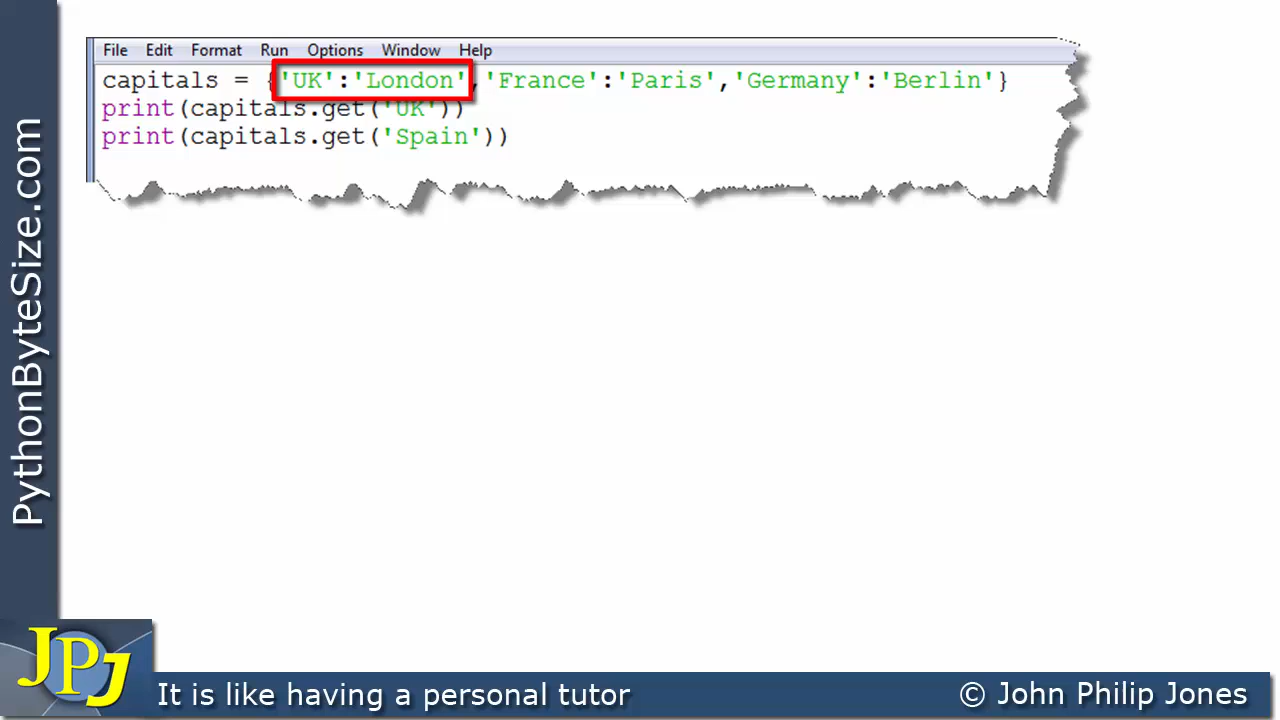 File Edit Format Run Options Window Help
capitals = {'UK':'London','France':'Paris','Germany':'Berlin'}
print(capitals.get('UK'))
print(capitals.get('Spain'))
PythonByteSize.com
JPJ
It is like having a personal tutor
© John Philip Jones